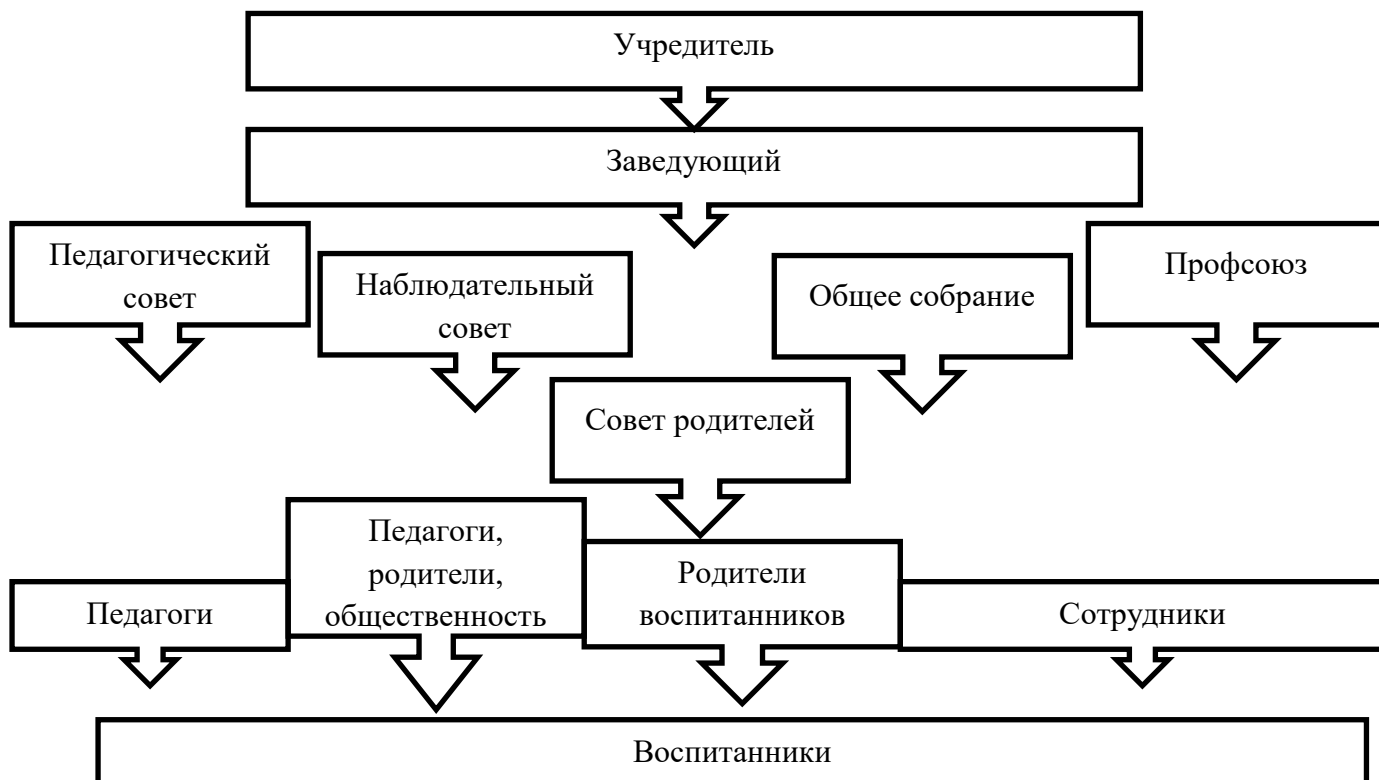 Учредитель
Заведующий
Педагогический
совет
Наблюдательный
совет
Общее собрание
Профсоюз
Совет родителей
Педагоги
Педагоги,
родители,
общественность
Родители
воспитанников
Сотрудники
Воспитанники